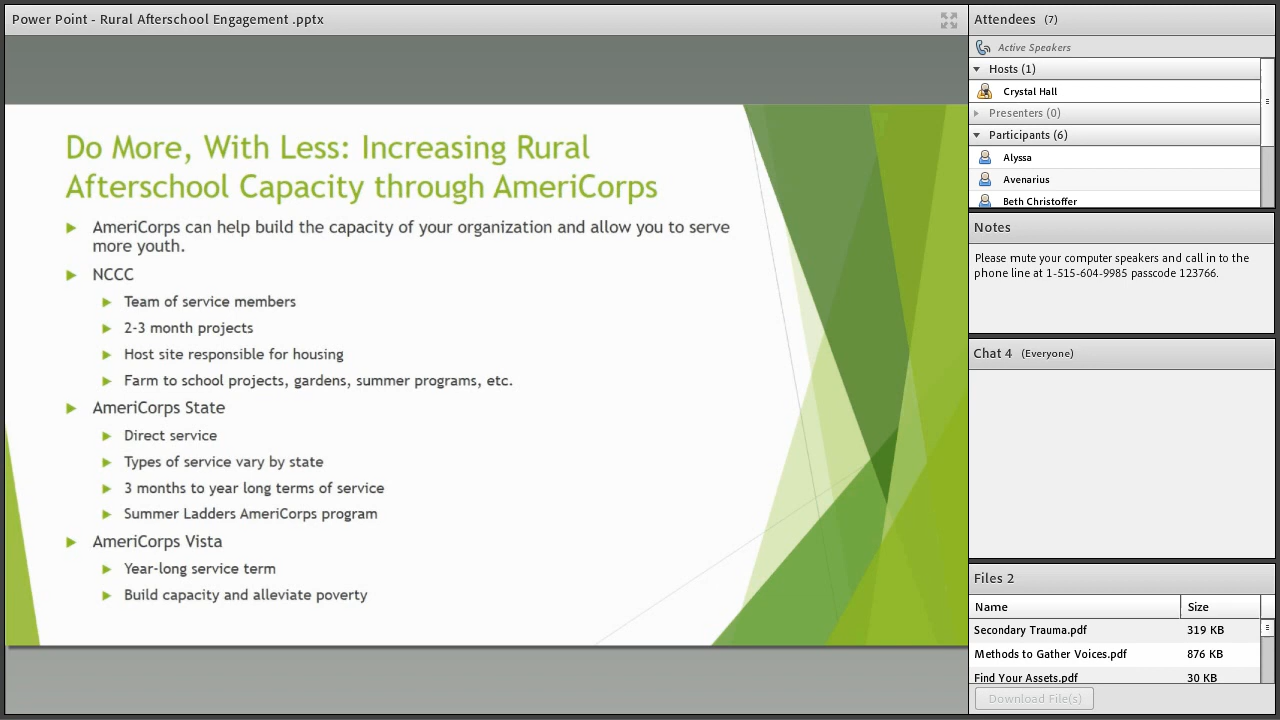 Power Point - Rural Afterschool Engagement .pptx
Do More, With Less: Increasing Rural
Afterschool Capacity through AmeriCorps
AmeriCorps can help build the capacity of your organization and allow you to serve
more youth.
NCCC
Team of service members
2-3 month projects
Host site responsible for housing
Farm to school projects, gardens, summer programs, etc.
AmeriCorps State
Direct service
Types of service vary by state
3 months to year long terms of service
Summer Ladders AmeriCorps program
AmeriCorps Vista
Year-long service term
Build capacity and alleviate poverty
Attendees (7)
Active Speakers
Hosts (1)
Crystal Hall
Presenters (0)
Participants (6)
Alyssa
Avenarius
Beth Christoffer
Notes
Please mute your computer speakers and call in to the
phone line at 1-515-604-9985 passcode 123766.
Chat 4 (Everyone)
Files 2
Name Size
Secondary Trauma.pdf 319 KB
Methods to Gather Voices.pdf 876 KB
Find Your Assets.pdf 30 KB
Download File(s)